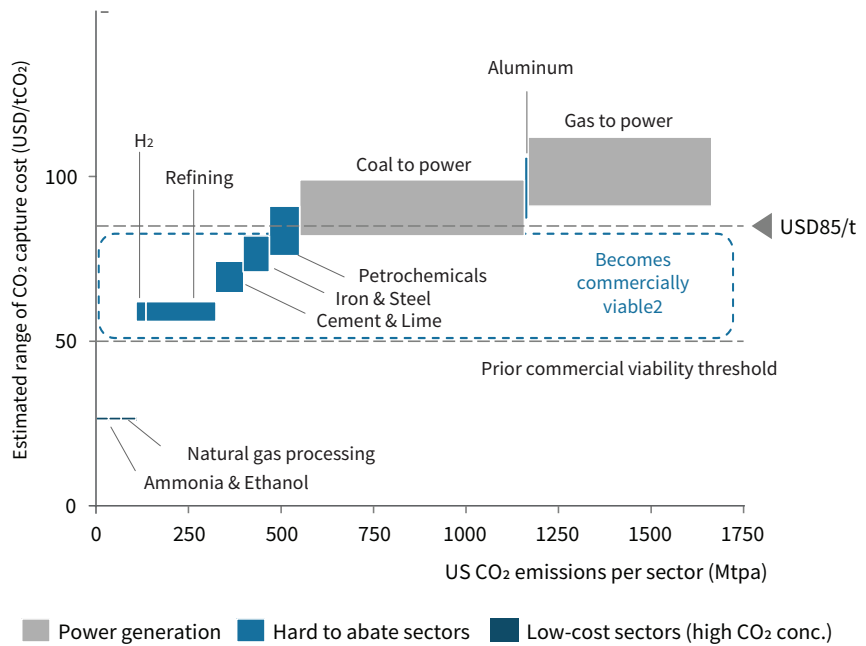 Estimated range of CO₂ capture cost (USD/tCO₂)
100
50
0
H₂
Refining
Coal to power
Aluminum
Gas to power
USD85/t
Becomes
commercially
viable2
Petrochemicals
Iron & Steel
Cement & Lime
Prior commercial viability threshold
Natural gas processing
Ammonia & Ethanol
0 250 500 750 1000 1250 1500 1750
US CO₂ emissions per sector (Mtpa)
Power generation
Hard to abate sectors
Low-cost sectors (high CO₂ conc.)